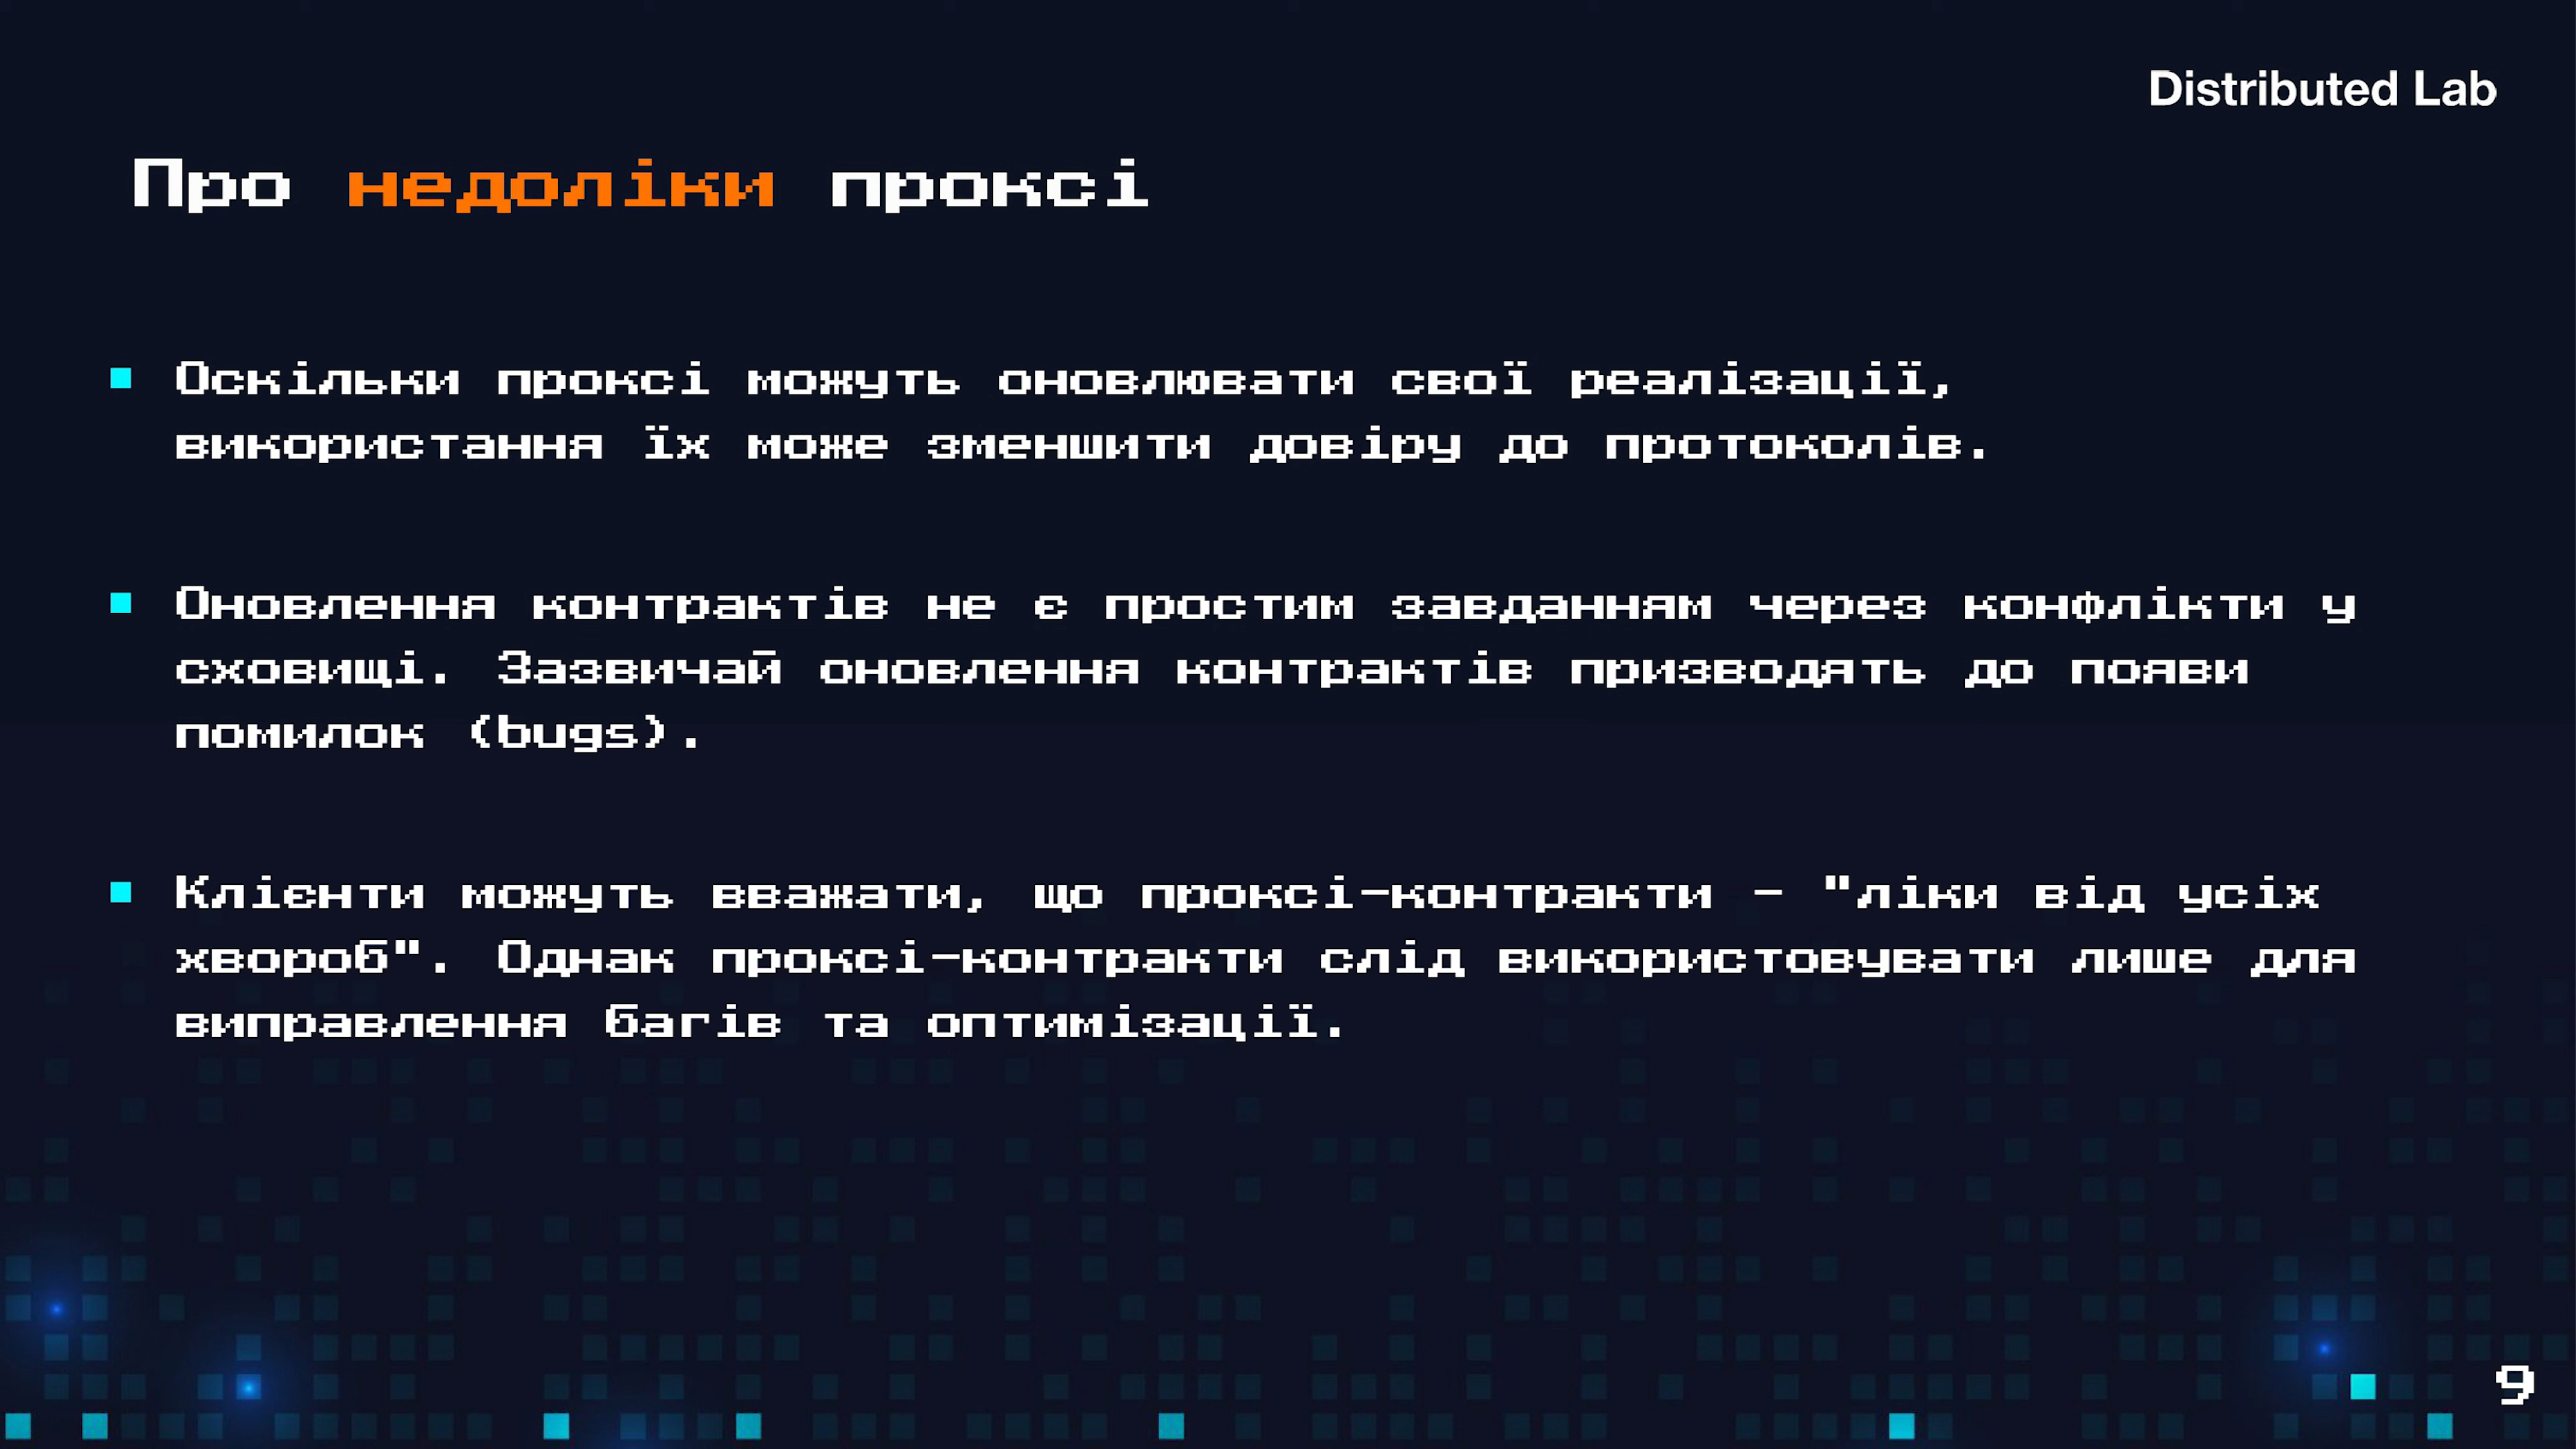 Distributed Lab
Про недоліки проксі
Оскільки проксі можуть оновлювати свої реалізації,
використання їх може зменшити довіру до протоколів.
Оновлення контрактів не є простим завданням через конфлікти у
сховищі. Зазвичай оновлення контрактів призводять до появи
помилок (bugs).
Клієнти можуть вважати, що проксі-контракти - "ліки від усіх
хвороб". Однак проксі-контракти слід використовувати лише для
виправлення багів та оптимізації.
9